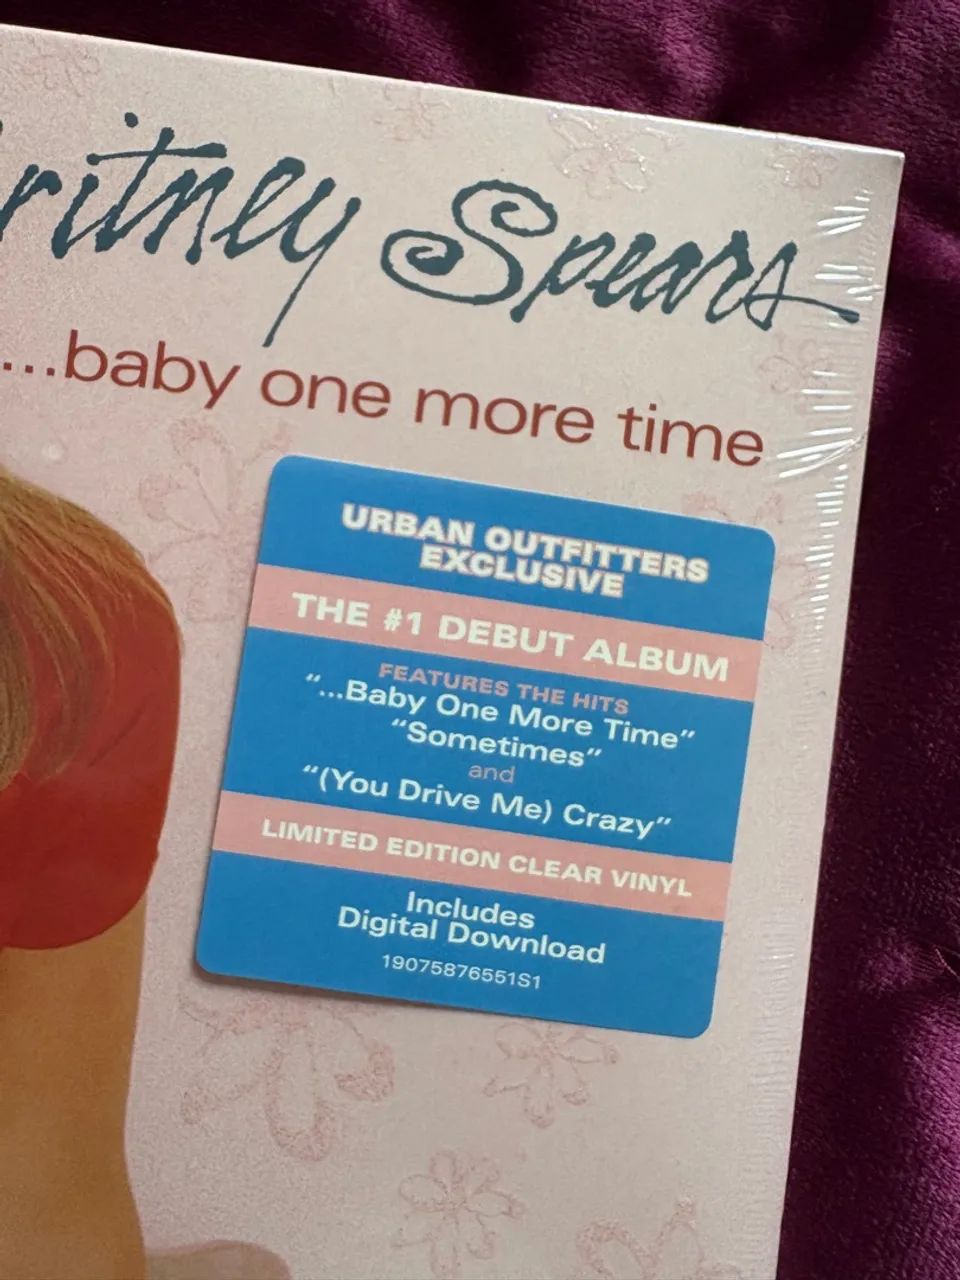 Britney Spears
...baby one more time
URBAN OUTFITTERS
EXCLUSIVE
THE #1 DEBUT ALBUM
FEATURES THE HITS
“...Baby One More Time”
“Sometimes”
and
“(You Drive Me) Crazy”
LIMITED EDITION CLEAR VINYL
Includes
Digital Download
19075876551S1